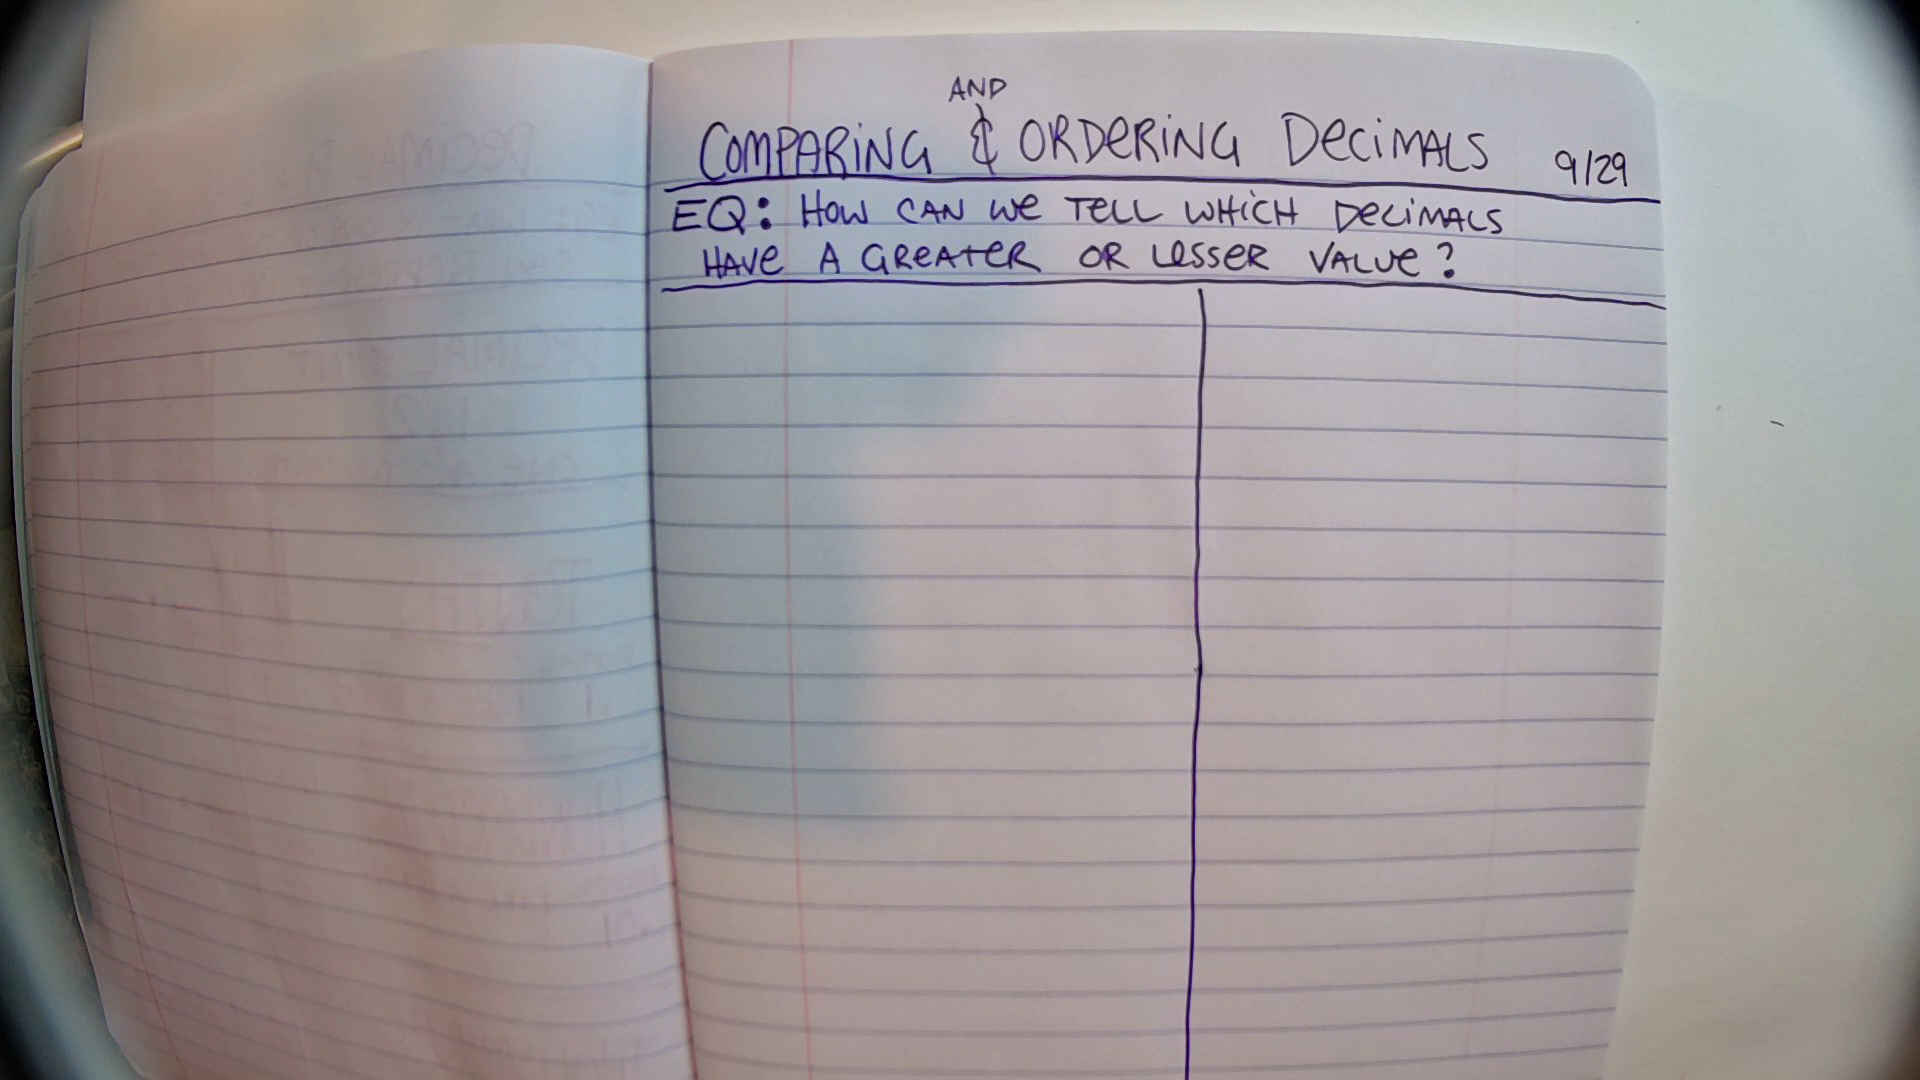 AND
COMPARING & ORDERING DECIMALS 9/29
EQ: HOW CAN WE TELL WHICH DECIMALS
HAVE A GREATER OR LESSER VALUE?